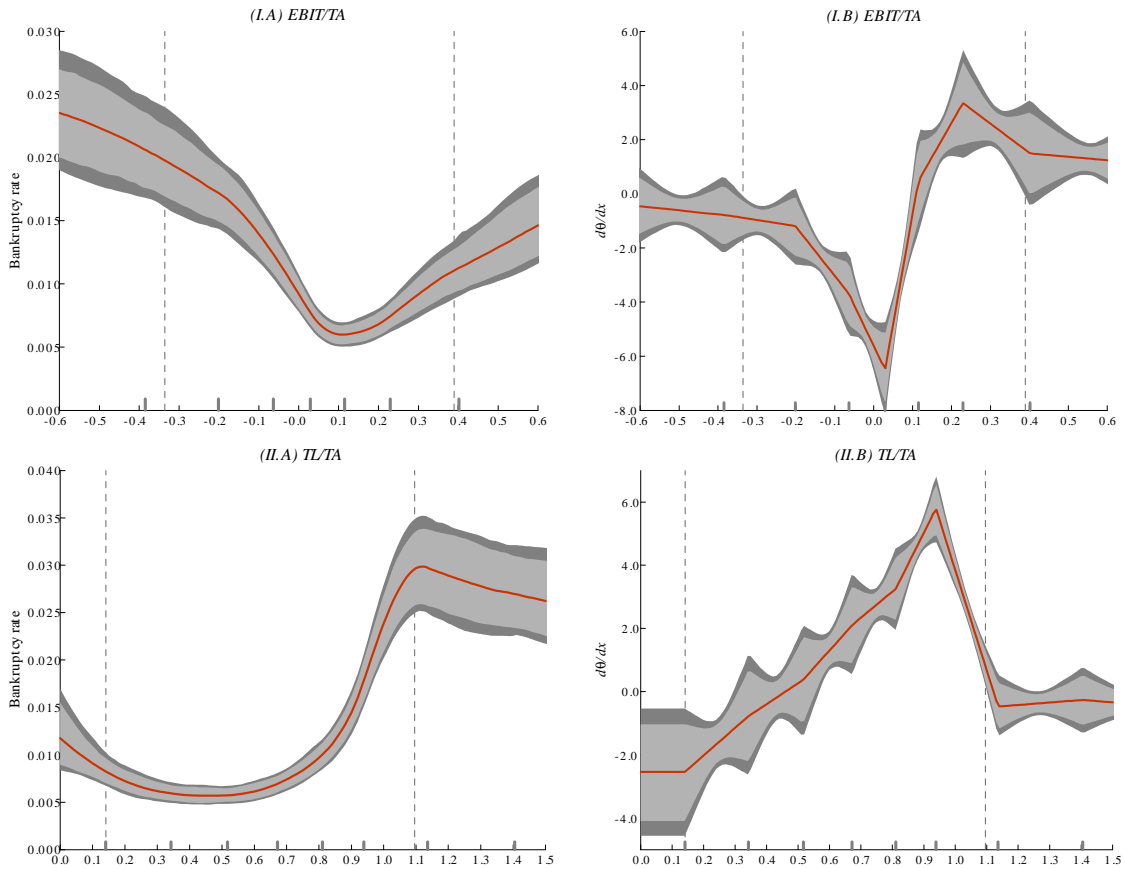 (I.A) EBIT/TA
Bankruptcy rate
0.030
0.025
0.020
0.015
0.010
0.005
0.000
-0.6 -0.5 -0.4 -0.3 -0.2 -0.1 -0.0 0.1 0.2 0.3 0.4 0.5 0.6
(I.B) EBIT/TA
dθ/dx
6.0
4.0
2.0
0.0
-2.0
-4.0
-6.0
-8.0
-0.6 -0.5 -0.4 -0.3 -0.2 -0.1 0.0 0.1 0.2 0.3 0.4 0.5 0.6
(II.A) TL/TA
Bankruptcy rate
0.040
0.035
0.030
0.025
0.020
0.015
0.010
0.005
0.000
0.0 0.1 0.2 0.3 0.4 0.5 0.6 0.7 0.8 0.9 1.0 1.1 1.2 1.3 1.4 1.5
(II.B) TL/TA
dθ/dx
6.0
4.0
2.0
0.0
-2.0
-4.0
0.0 0.1 0.2 0.3 0.4 0.5 0.6 0.7 0.8 0.9 1.0 1.1 1.2 1.3 1.4 1.5